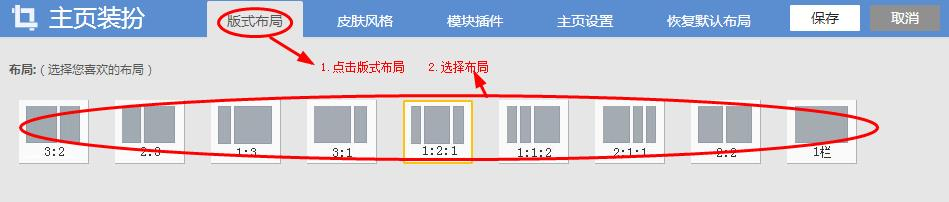 主页装扮 版式布局 皮肤风格 模块插件 主页设置 恢复默认布局 保存 取消
布局:(选择您喜欢的布局) 1.点击版式布局 2.选择布局
3:2 2:3 1:3 3:1 1:2:1 1:1:2 2:1:1 2:2 1栏